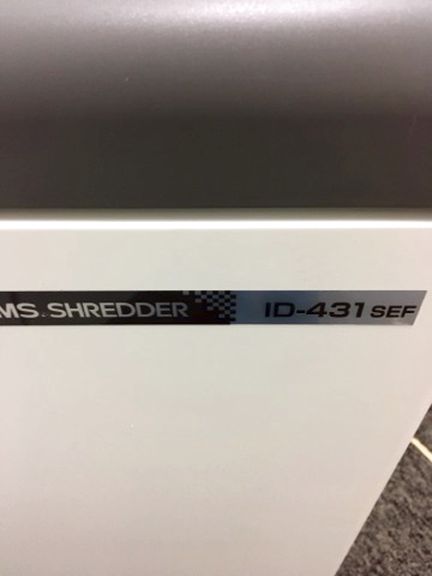 MS. SHREDDER ID-431 SEF